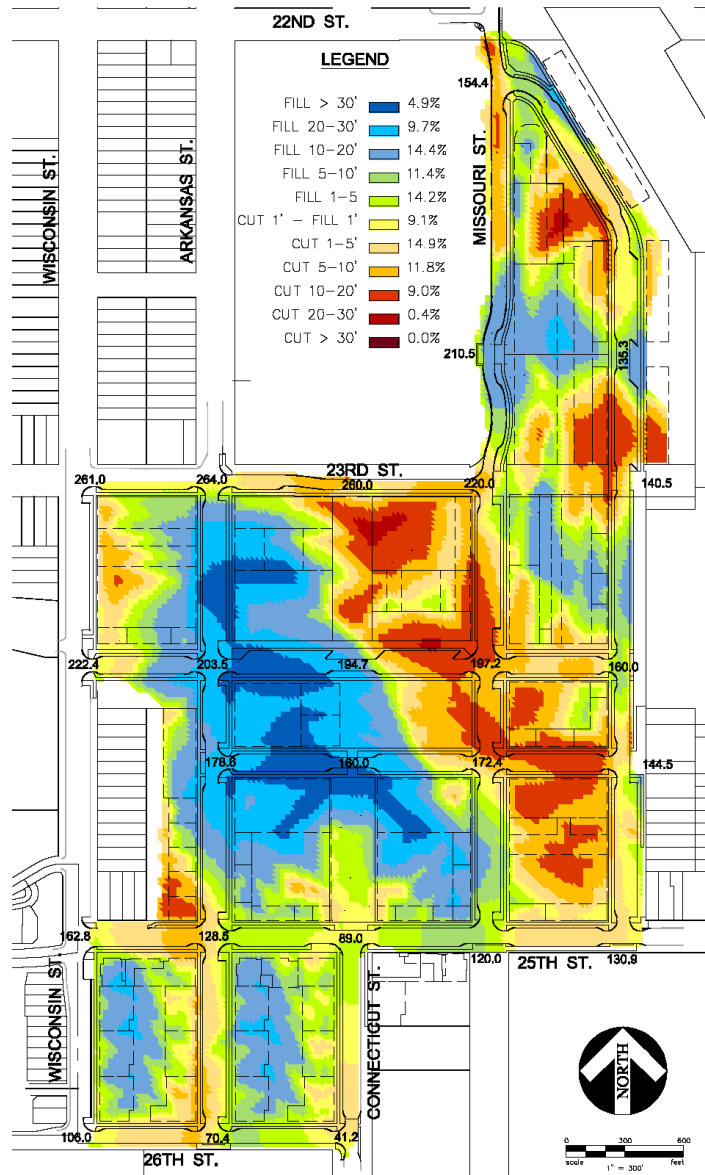 22ND ST.
LEGEND
FILL > 30' 4.9%
FILL 20-30' 9.7%
FILL 10-20' 14.4%
FILL 5-10' 11.4%
FILL 1-5 14.2%
CUT 1' - FILL 1' 9.1%
CUT 1-5' 14.9%
CUT 5-10' 11.8%
CUT 10-20' 9.0%
CUT 20-30' 0.4%
CUT > 30' 0.0%
154.4
MISSOURI ST.
WISCONSIN ST.
ARKANSAS ST.
210.5
135.3
23RD ST.
261.0
264.0
260.0
220.0
140.5
222.4
203.5
194.7
197.2
160.0
178.6
160.0
172.4
144.5
162.8
128.5
89.0
120.0
25TH ST.
130.9
WISCONSIN ST.
CONNECTICUT ST.
106.0
70.4
41.2
26TH ST.
NORTH
0 300 600
scale feet
1" = 300'